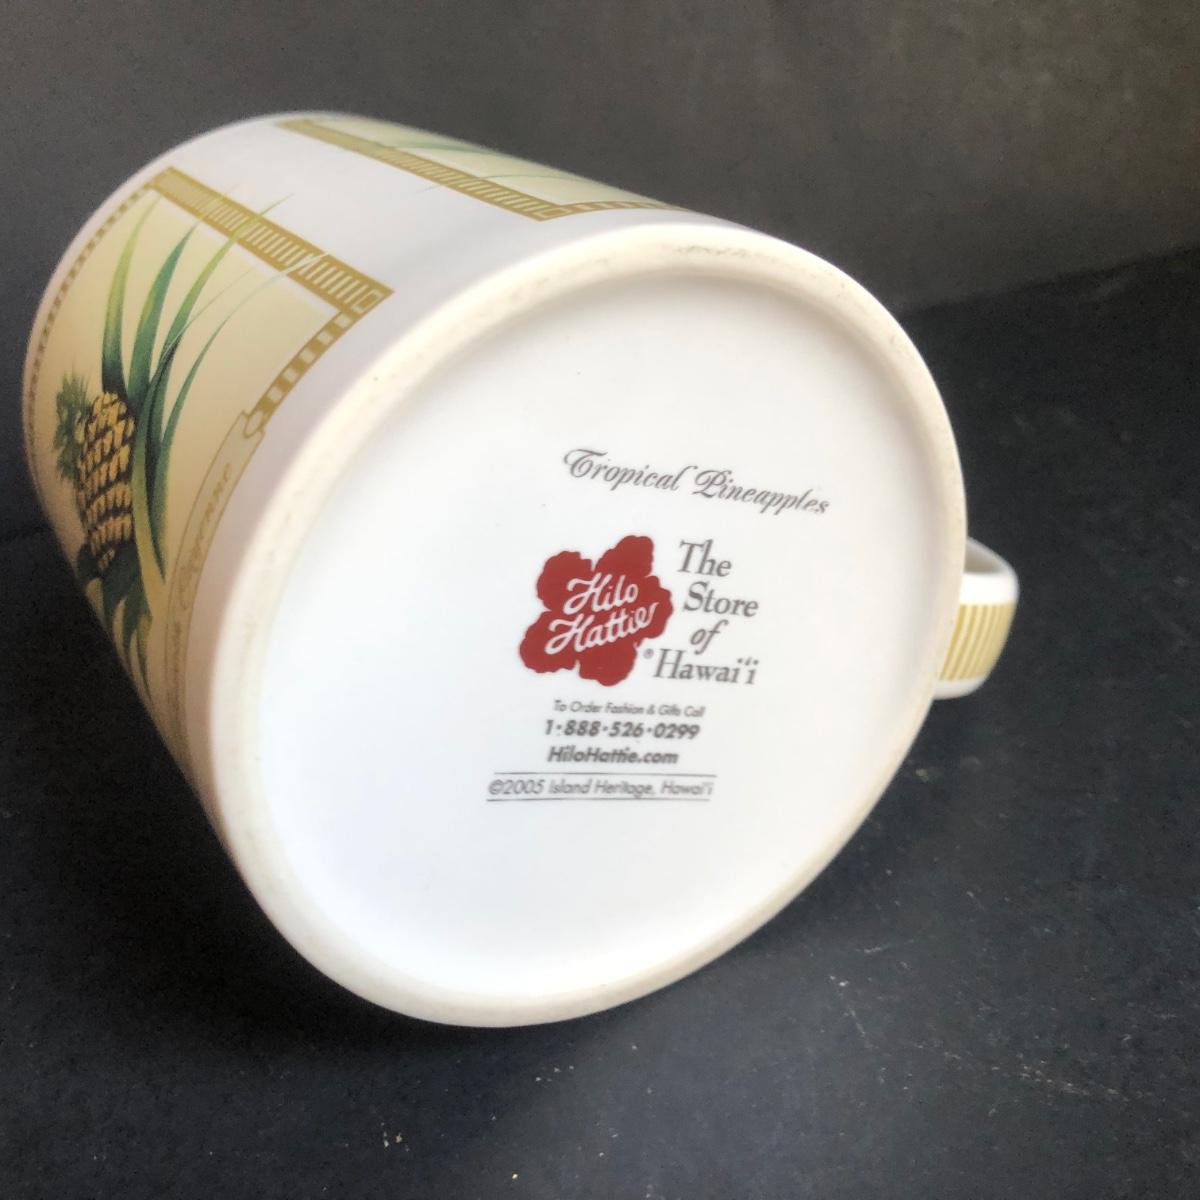 Tropical Pineapples
Hilo
Hattie
The
Store
of
® Hawai'i
To Order Fashion & Gifts Call
1•888•526•0299
HiloHattie.com
©2005 Island Heritage, Hawai'i
Cayenne